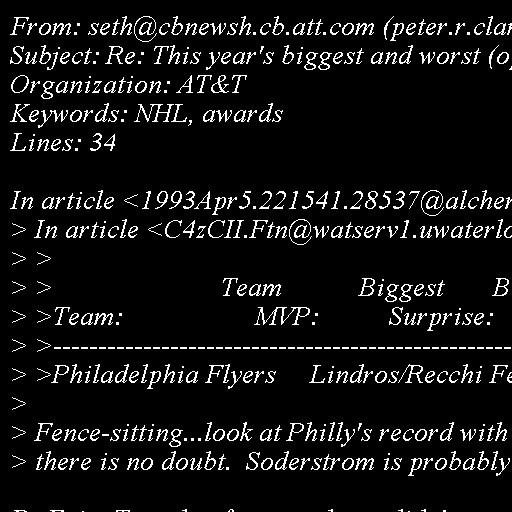 From: seth@cbnewsh.cb.att.com (peter.r.clar
Subject: Re: This year's biggest and worst (o
Organization: AT&T
Keywords: NHL, awards
Lines: 34
In article <1993Apr5.221541.28537@alchem
> In article <C4zCII.Ftn@watserv1.uwaterlo
> >
> > Team Biggest B
> >Team: MVP: Surprise:
> >----------------------------------------------------
> >Philadelphia Flyers Lindros/Recchi Fe
>
> Fence-sitting...look at Philly's record with
> there is no doubt. Soderstrom is probably